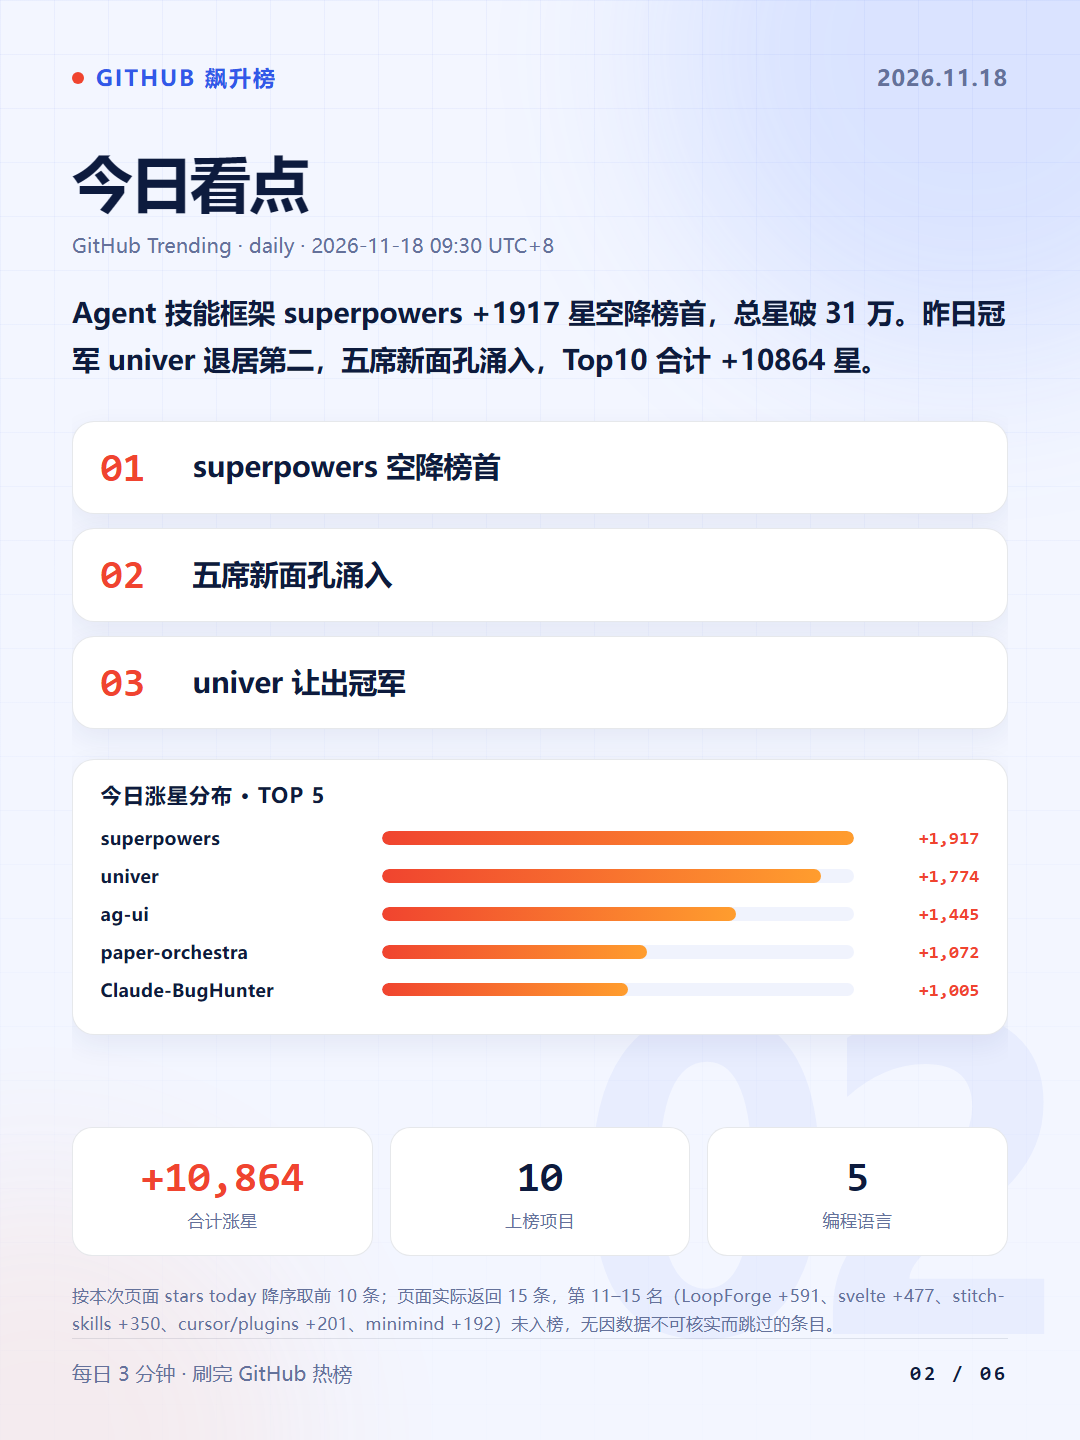 GITHUB 飙升榜
2026.11.18
今日看点
GitHub Trending · daily · 2026-11-18 09:30 UTC+8
Agent 技能框架 superpowers +1917 星空降榜首，总星破 31 万。昨日冠
军 univer 退居第二，五席新面孔涌入，Top10 合计 +10864 星。
01 superpowers 空降榜首
02 五席新面孔涌入
03 univer 让出冠军
今日涨星分布 • TOP 5
superpowers +1,917
univer +1,774
ag-ui +1,445
paper-orchestra +1,072
Claude-BugHunter +1,005
02
+10,864
合计涨星
10
上榜项目
5
编程语言
按本次页面 stars today 降序取前 10 条；页面实际返回 15 条，第 11–15 名（LoopForge +591、svelte +477、stitch-
skills +350、cursor/plugins +201、minimind +192）未入榜，无因数据不可核实而跳过的条目。
每日 3 分钟 · 刷完 GitHub 热榜
02 / 06